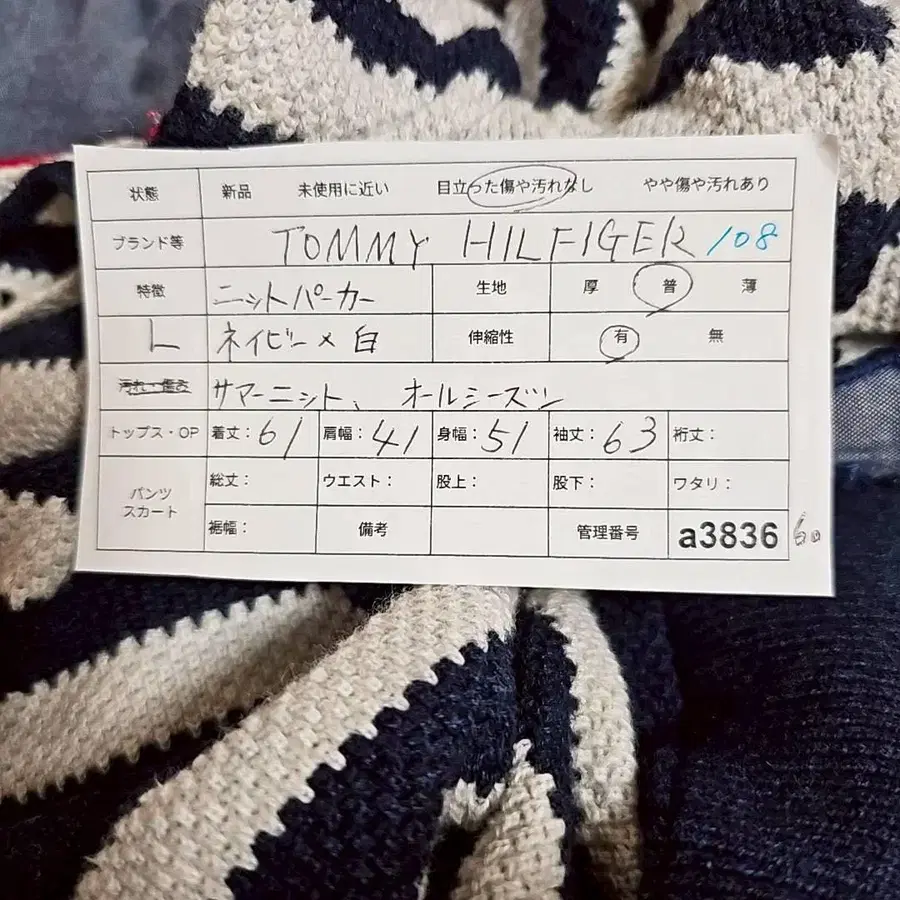 状態 新品 未使用に近い 目立った傷や汚れなし やや傷や汚れあり
ブランド等 TOMMY HILFIGER 108
特徴 ニットパーカー 生地 厚 普 薄
L ネイビー×白 伸縮性 有 無
汚れ・傷み サマーニット、オールシーズン
トップス・OP 着丈:61 肩幅:41 身幅:51 袖丈:63 裄丈:
パンツ スカート 総丈: ウエスト: 股上: 股下: ワタリ:
裾幅: 備考 管理番号 a3836 60